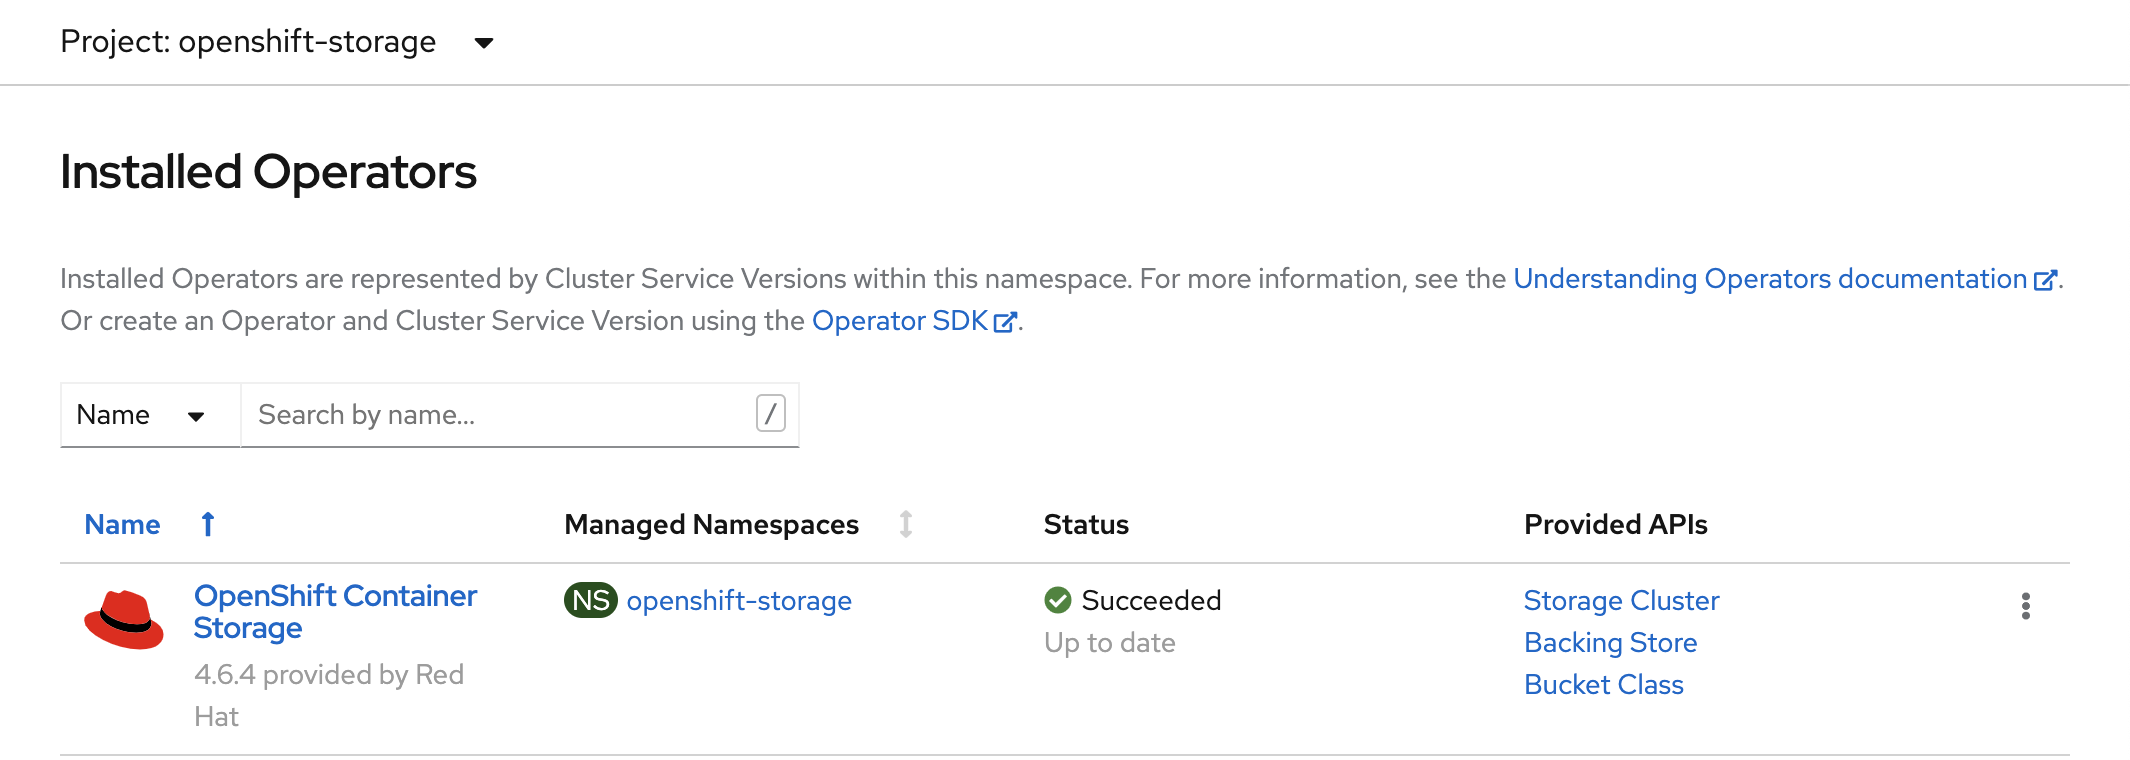 Project: openshift-storage
Installed Operators
Installed Operators are represented by Cluster Service Versions within this namespace. For more information, see the Understanding Operators documentation.
Or create an Operator and Cluster Service Version using the Operator SDK.
Name Search by name... /
Name Managed Namespaces Status Provided APIs
OpenShift Container
Storage
4.6.4 provided by Red
Hat
NS openshift-storage
Succeeded
Up to date
Storage Cluster
Backing Store
Bucket Class